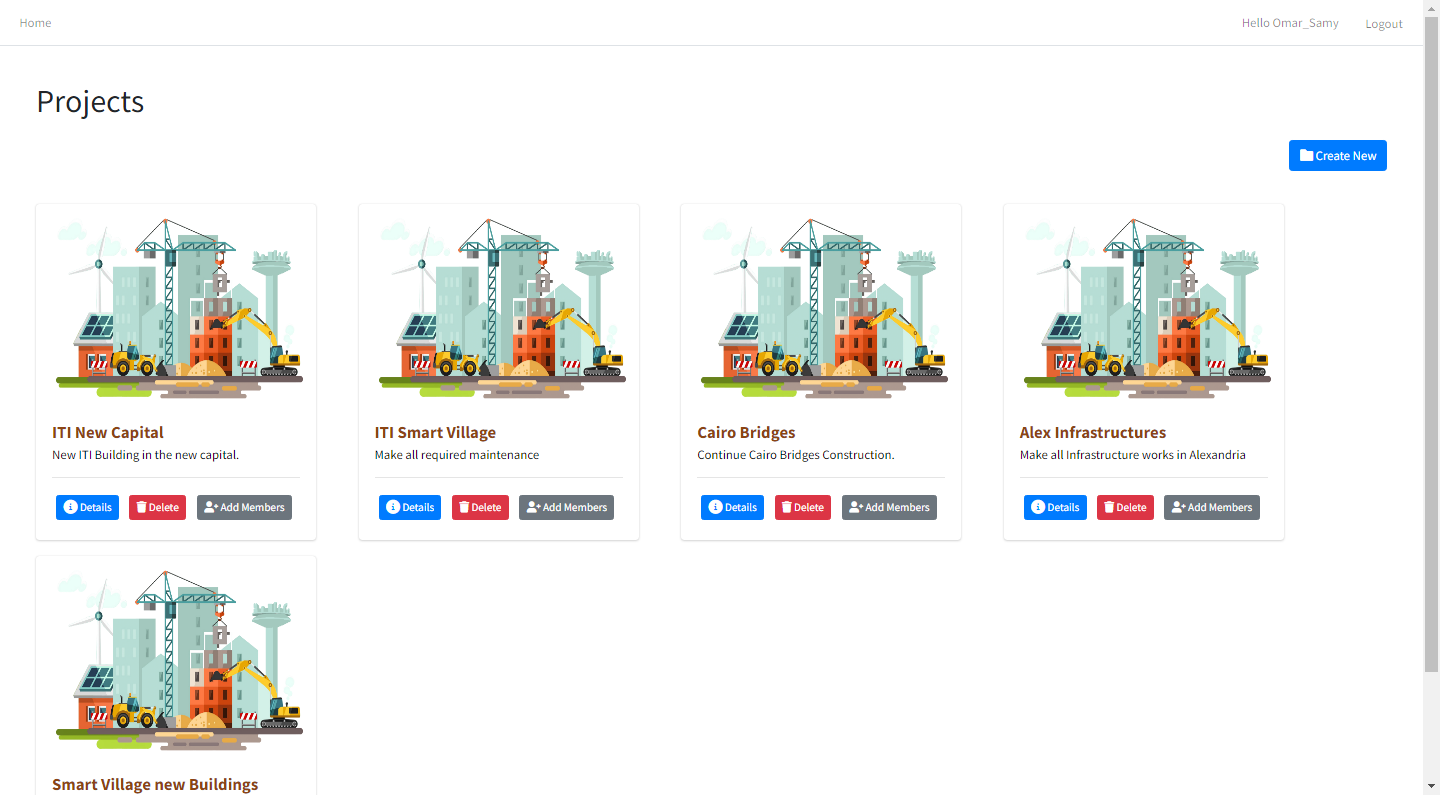 Home
Hello Omar_Samy
Logout
Projects
Create New
ITI New Capital
New ITI Building in the new capital.
Details
Delete
Add Members
ITI Smart Village
Make all required maintenance
Details
Delete
Add Members
Cairo Bridges
Continue Cairo Bridges Construction.
Details
Delete
Add Members
Alex Infrastructures
Make all Infrastructure works in Alexandria
Details
Delete
Add Members
Smart Village new Buildings